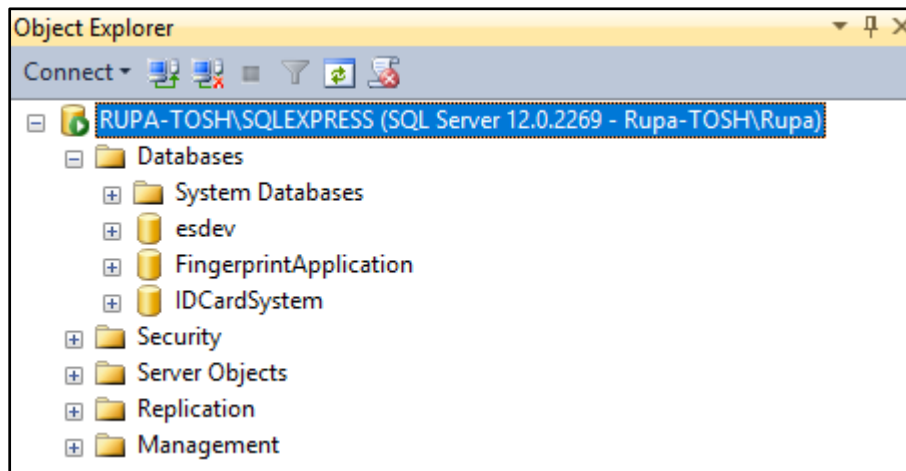 Object Explorer
Connect
RUPA-TOSH\SQLEXPRESS (SQL Server 12.0.2269 - Rupa-TOSH\Rupa)
Databases
System Databases
esdev
FingerprintApplication
IDCardSystem
Security
Server Objects
Replication
Management